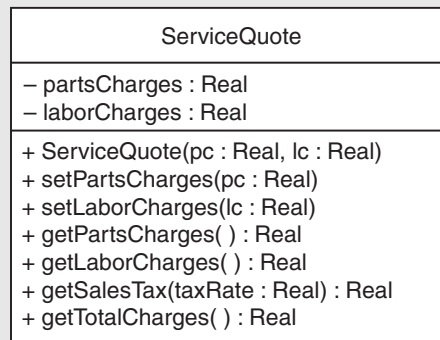 ServiceQuote
– partsCharges : Real
– laborCharges : Real
+ ServiceQuote(pc : Real, lc : Real)
+ setPartsCharges(pc : Real)
+ setLaborCharges(lc : Real)
+ getPartsCharges( ) : Real
+ getLaborCharges( ) : Real
+ getSalesTax(taxRate : Real) : Real
+ getTotalCharges( ) : Real